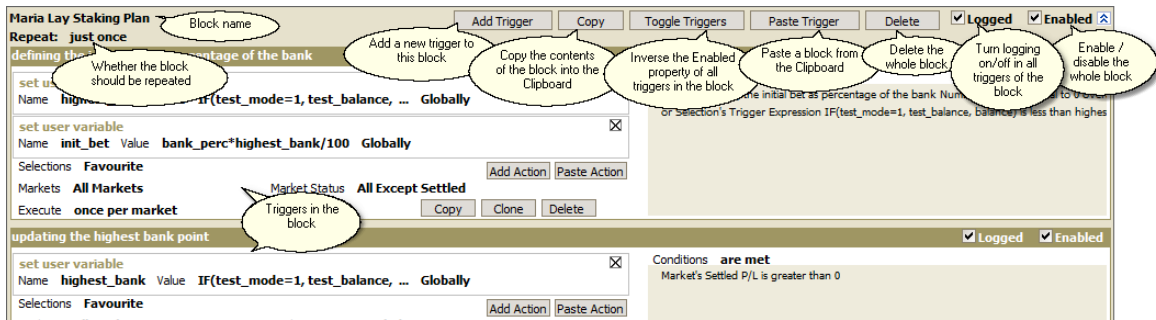 Maria Lay Staking Plan
Block name
Add Trigger
Copy
Toggle Triggers
Paste Trigger
Delete
Logged
Enabled
Repeat: just once
Whether the block
should be repeated
Add a new trigger to
this block
Copy the contents
of the block into the
Clipboard
Inverse the Enabled
property of all
triggers in the block
Paste a block from
the Clipboard
Delete the
whole block
Turn logging
on/off in all
triggers of the
block
Enable /
disable the
whole block
defining the
percentage of the bank
set
Name
IF(test_mode=1, test_balance, ... Globally
the initial bet as percentage of the bank
or Selection's Trigger Expression IF(test_mode=1, test_balance, balance) is less than highes
set user variable
Name init_bet Value bank_perc*highest_bank/100 Globally
Selections Favourite
Add Action
Paste Action
Markets All Markets
Market Status All Except Settled
Execute once per market
Copy
Clone
Delete
Triggers in the
block
updating the highest bank point
Logged
Enabled
set user variable
Name highest_bank Value IF(test_mode=1, test_balance, ... Globally
Conditions are met
Market's Settled P/L is greater than 0
Selections Favourite
Add Action
Paste Action